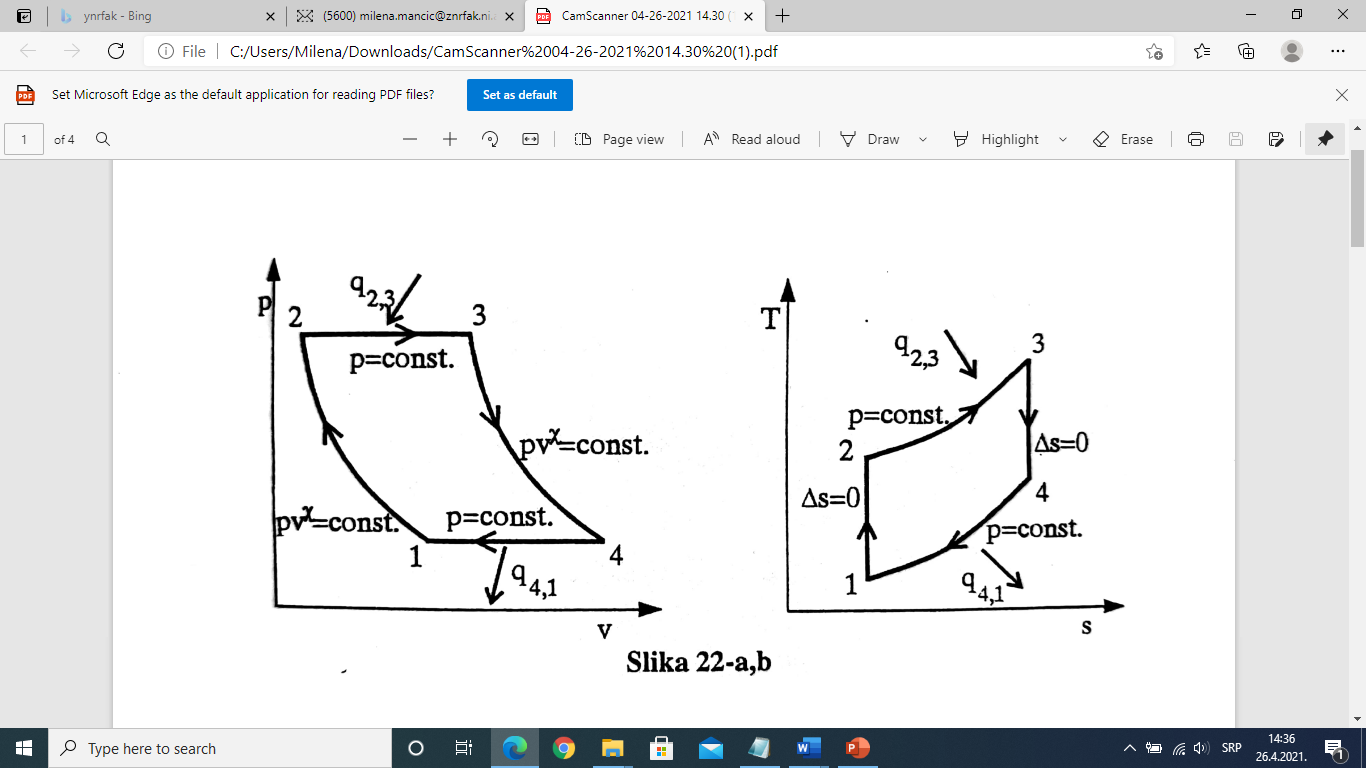 ynrfak - Bing
(5600) milena.mancic@znrfak.ni.
CamScanner 04-26-2021 14.30 (
File
C:/Users/Milena/Downloads/CamScanner%2004-26-2021%2014.30%20(1).pdf
PDF
Set Microsoft Edge as the default application for reading PDF files?
Set as default
1
of 4
Page view
Read aloud
Draw
Highlight
Erase
p
2
q2,3
3
p=const.
pvϰ=const.
pvϰ=const.
p=const.
1
4
q4,1
v
T
q2,3
3
p=const.
2
Δs=0
Δs=0
4
p=const.
1
q4,1
s
Slika 22-a,b
Type here to search
SRP
14:36
26.4.2021.
1